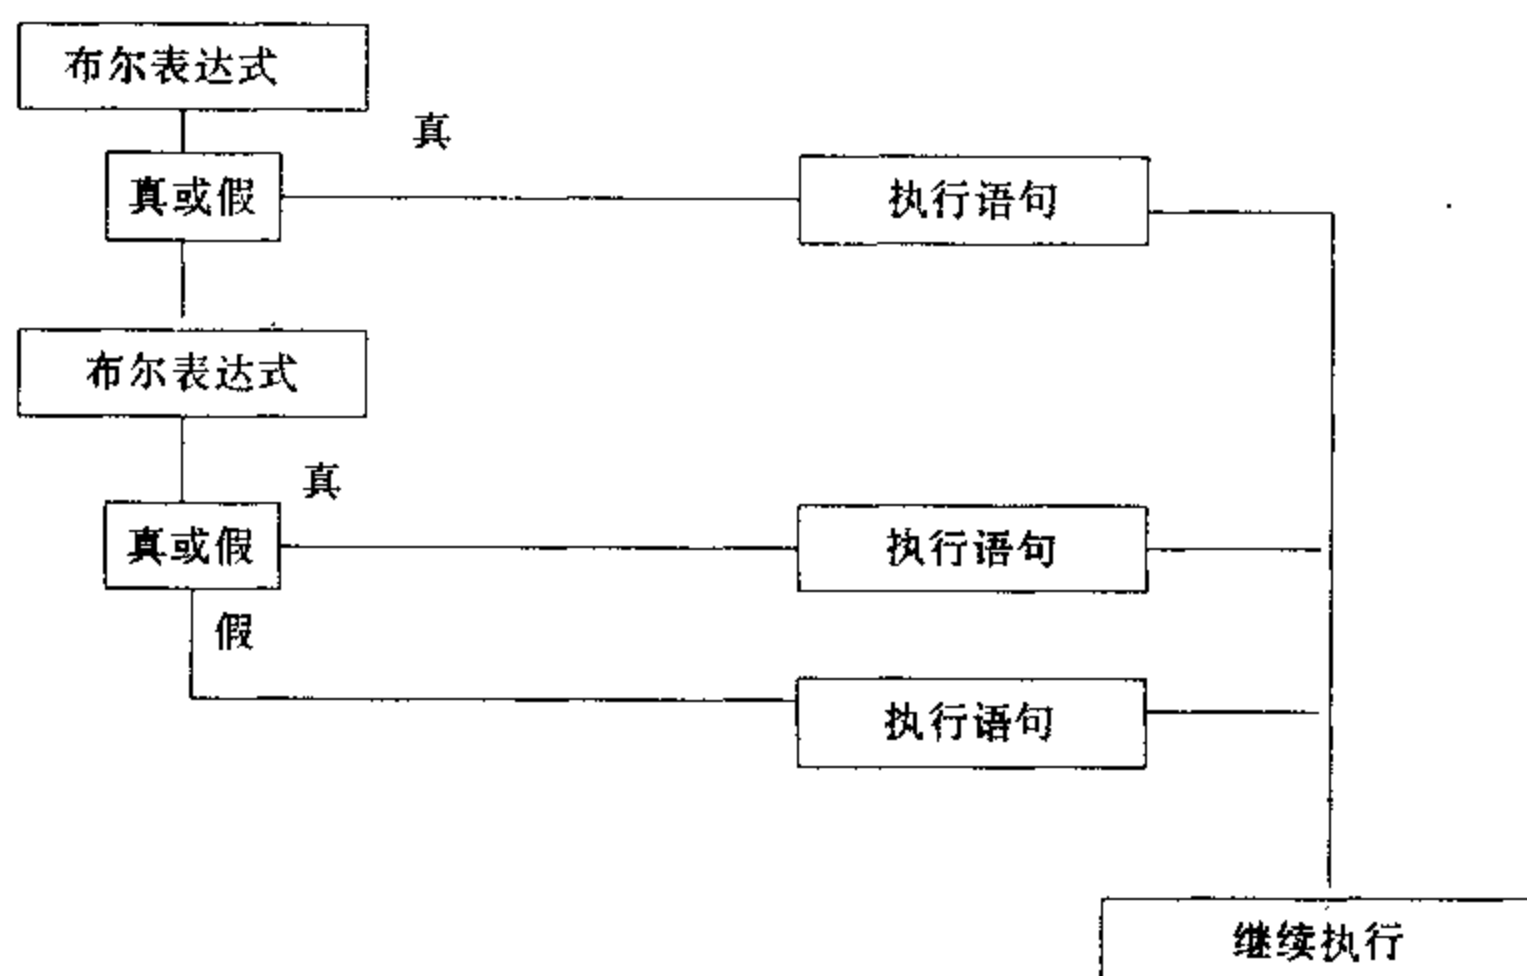 布尔表达式
真
真或假
执行语句
布尔表达式
真
真或假
执行语句
假
执行语句
继续执行